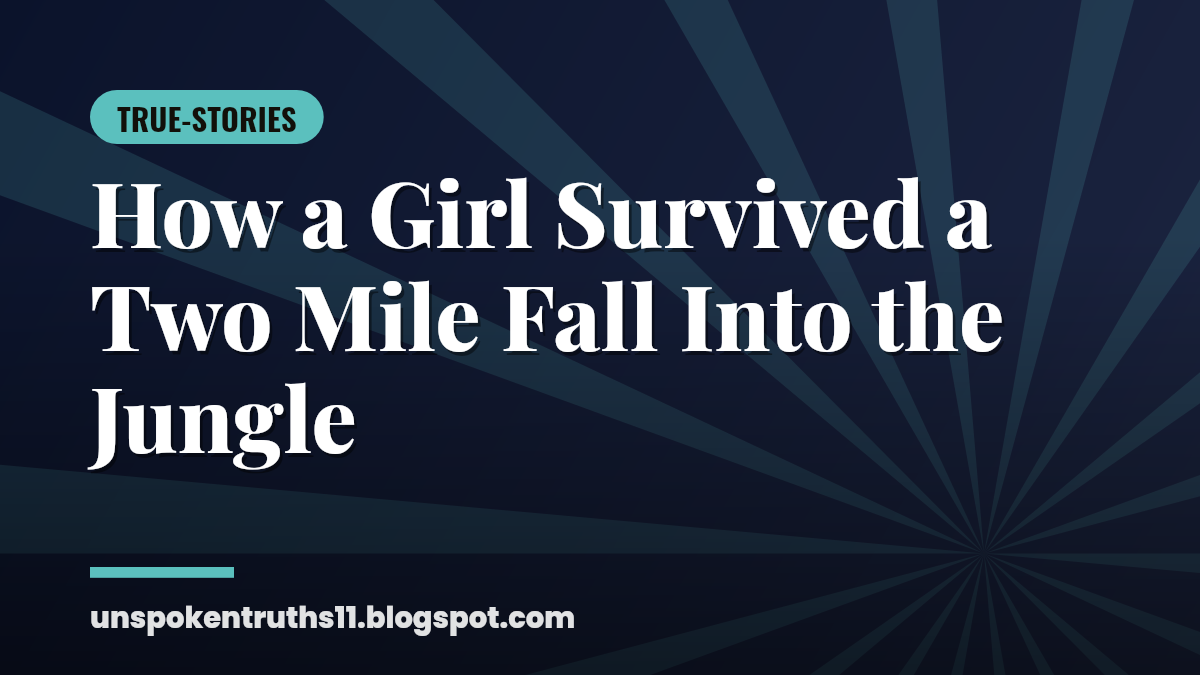 TRUE-STORIES
How a Girl Survived a
Two Mile Fall Into the
Jungle
unspokentruths11.blogspot.com